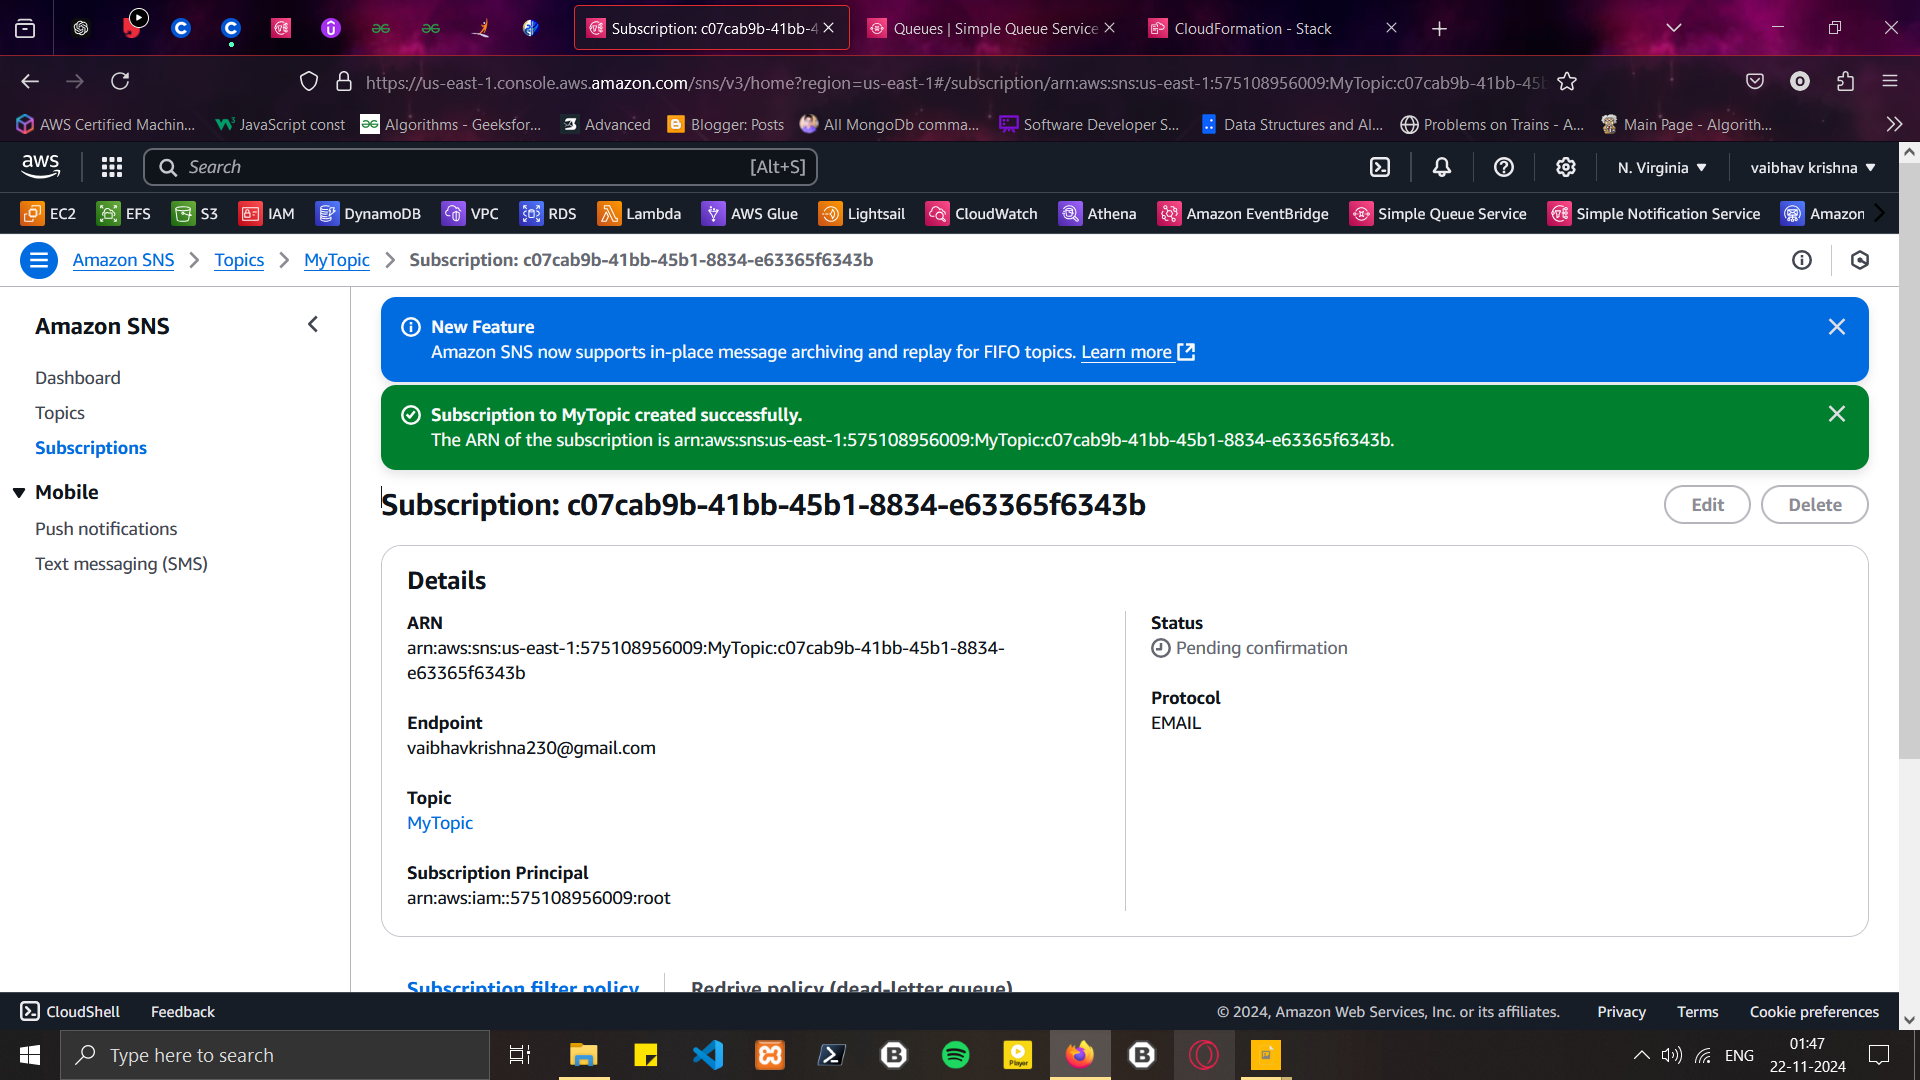 Subscription: c07cab9b-41bb-4
Queues | Simple Queue Service
CloudFormation - Stack
https://us-east-1.console.aws.amazon.com/sns/v3/home?region=us-east-1#/subscription/arn:aws:sns:us-east-1:575108956009:MyTopic:c07cab9b-41bb-45b
AWS Certified Machin...
JavaScript const
Algorithms - Geeksfor...
Advanced
Blogger: Posts
All MongoDb comma...
Software Developer S...
Data Structures and Al...
Problems on Trains - A...
Main Page - Algorith...
aws
Search
[Alt+S]
N. Virginia
vaibhav krishna
EC2
EFS
S3
IAM
DynamoDB
VPC
RDS
Lambda
AWS Glue
Lightsail
CloudWatch
Athena
Amazon EventBridge
Simple Queue Service
Simple Notification Service
Amazon
Amazon SNS
Topics
MyTopic
Subscription: c07cab9b-41bb-45b1-8834-e63365f6343b
Amazon SNS
Dashboard
Topics
Subscriptions
Mobile
Push notifications
Text messaging (SMS)
New Feature
Amazon SNS now supports in-place message archiving and replay for FIFO topics. Learn more
Subscription to MyTopic created successfully.
The ARN of the subscription is arn:aws:sns:us-east-1:575108956009:MyTopic:c07cab9b-41bb-45b1-8834-e63365f6343b.
Subscription: c07cab9b-41bb-45b1-8834-e63365f6343b
Edit
Delete
Details
ARN
arn:aws:sns:us-east-1:575108956009:MyTopic:c07cab9b-41bb-45b1-8834-
e63365f6343b
Endpoint
vaibhavkrishna230@gmail.com
Topic
MyTopic
Subscription Principal
arn:aws:iam::575108956009:root
Status
Pending confirmation
Protocol
EMAIL
Subscription filter policy
Redrive policy (dead-letter queue)
CloudShell
Feedback
© 2024, Amazon Web Services, Inc. or its affiliates.
Privacy
Terms
Cookie preferences
Type here to search
Player
ENG
01:47
22-11-2024